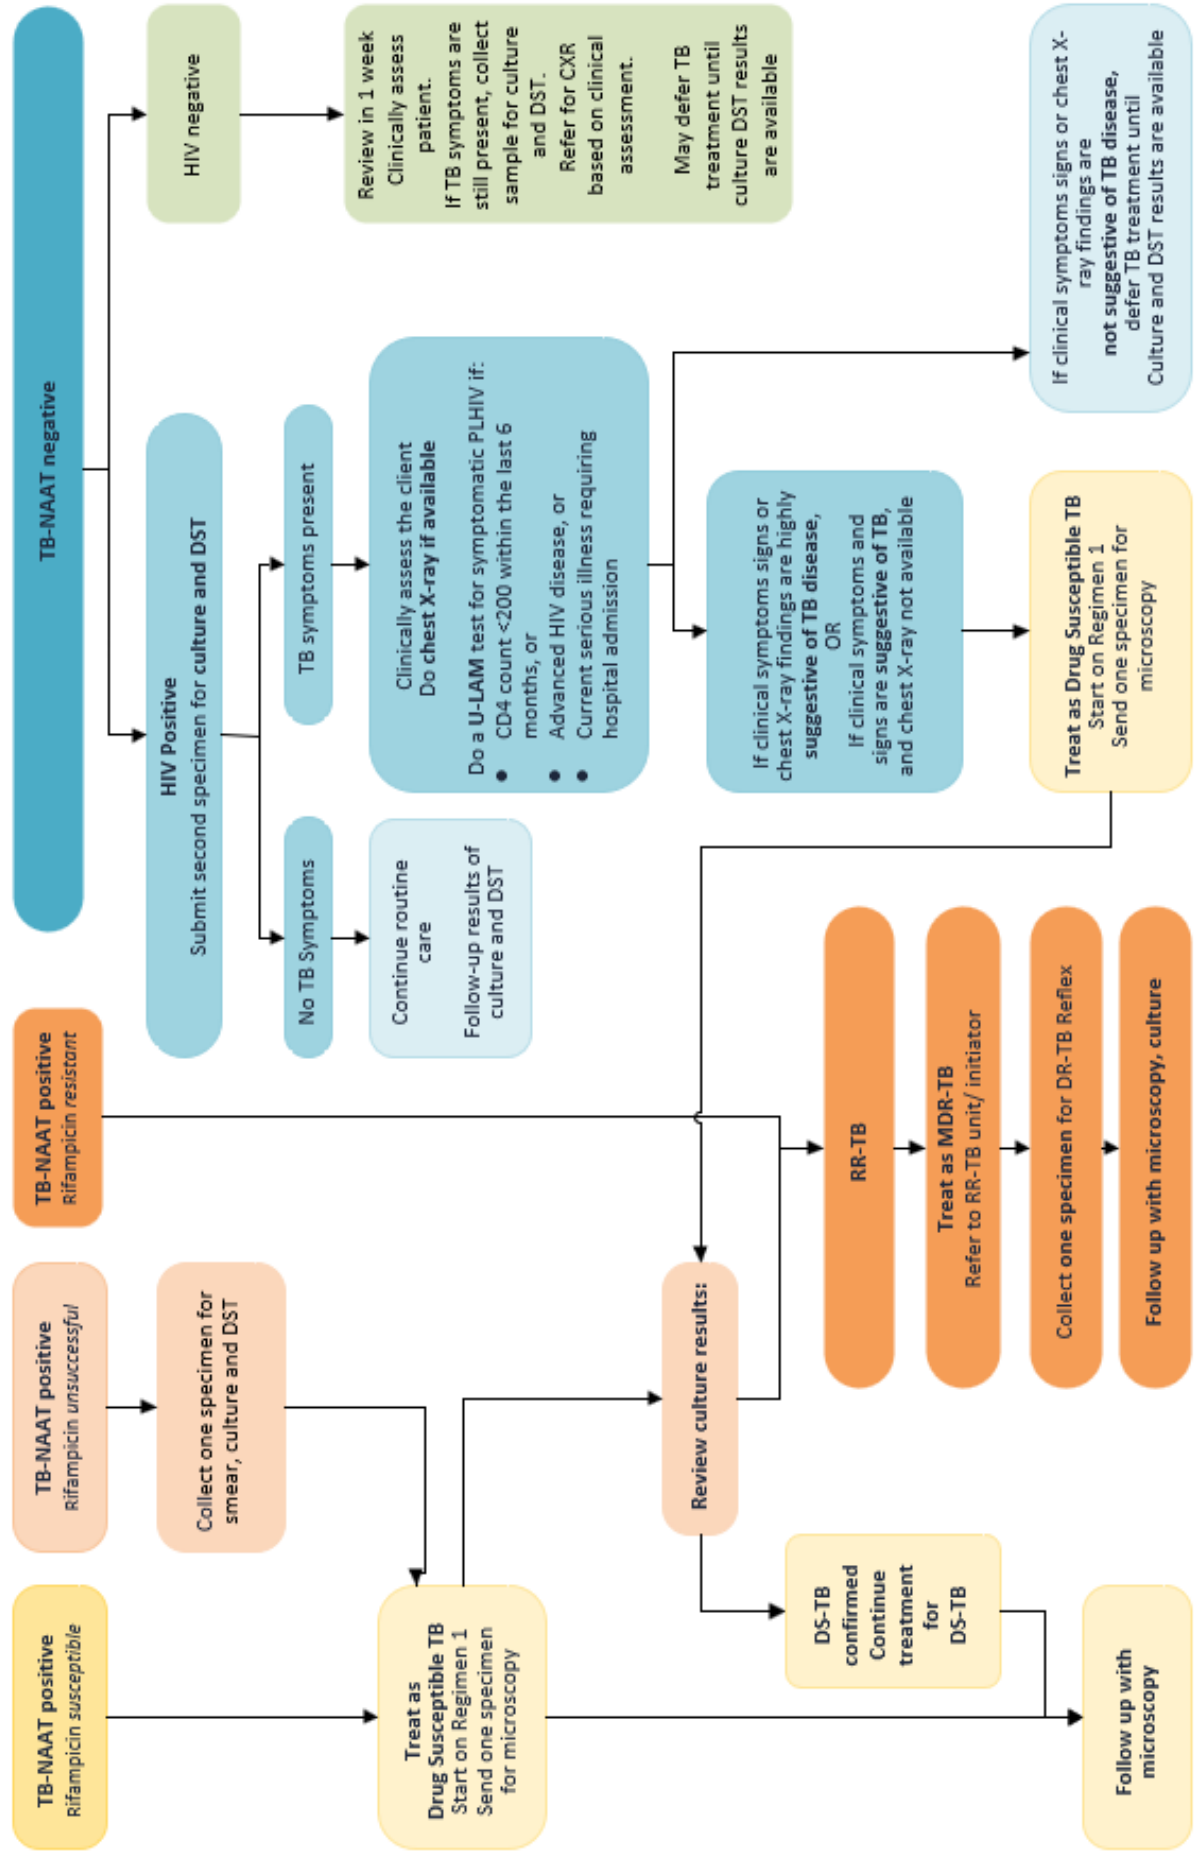 TB-NAAT positive
Rifampicin susceptible
TB-NAAT positive
Rifampicin unsuccessful
TB-NAAT positive
Rifampicin resistant
TB-NAAT negative
Collect one specimen for
smear, culture and DST
HIV Positive
Submit second specimen for culture and DST
HIV negative
No TB Symptoms
TB symptoms present
Treat as
Drug Susceptible TB
Start on Regimen 1
Send one specimen
for microscopy
Continue routine
care
Follow-up results of
culture and DST
Clinically assess the client
Do chest X-ray if available
Do a U-LAM test for symptomatic PLHIV if:
● CD4 count <200 within the last 6
months, or
● Advanced HIV disease, or
● Current serious illness requiring
hospital admission
Review in 1 week
Clinically assess
patient.
If TB symptoms are
still present, collect
sample for culture
and DST.
Refer for CXR
based on clinical
assessment.
May defer TB
treatment until
culture DST results
are available
Review culture results:
If clinical symptoms signs or
chest X-ray findings are highly
suggestive of TB disease,
OR
If clinical symptoms and
signs are suggestive of TB,
and chest X-ray not available
DS-TB
confirmed
Continue
treatment
for
DS-TB
RR-TB
Treat as MDR-TB
Refer to RR-TB unit/ initiator
Collect one specimen for DR-TB Reflex
Follow up with microscopy, culture
Follow up with
microscopy
Treat as Drug Susceptible TB
Start on Regimen 1
Send one specimen for
microscopy
If clinical symptoms signs or chest X-
ray findings are
not suggestive of TB disease,
defer TB treatment until
Culture and DST results are available